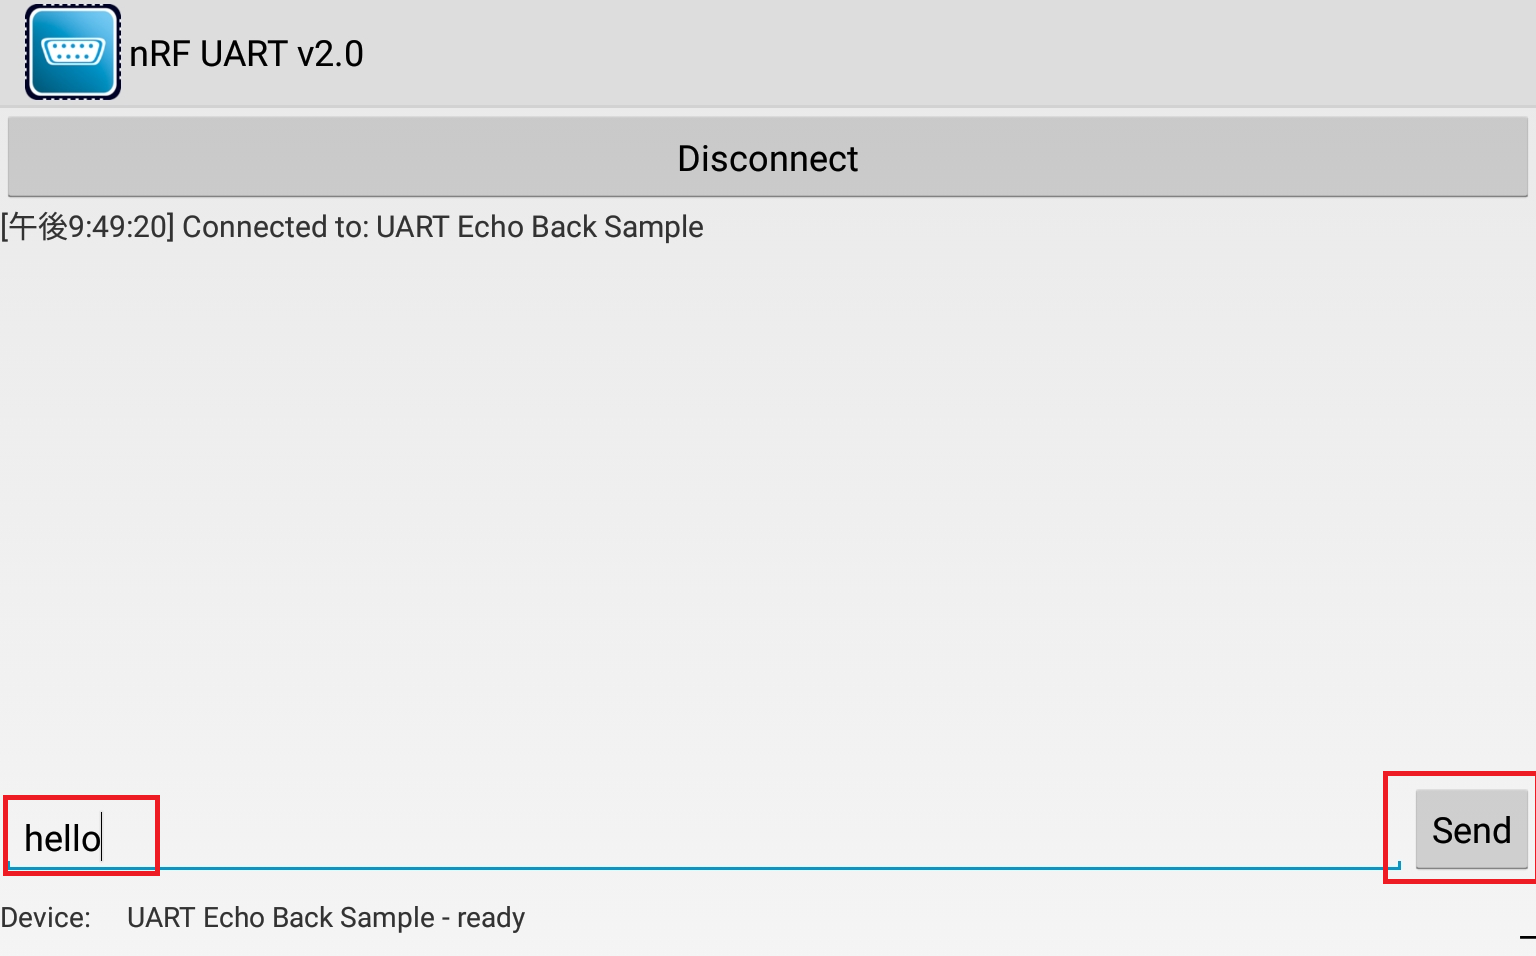 nRF UART v2.0
Disconnect
[午後9:49:20] Connected to: UART Echo Back Sample
hello
Send
Device: UART Echo Back Sample - ready